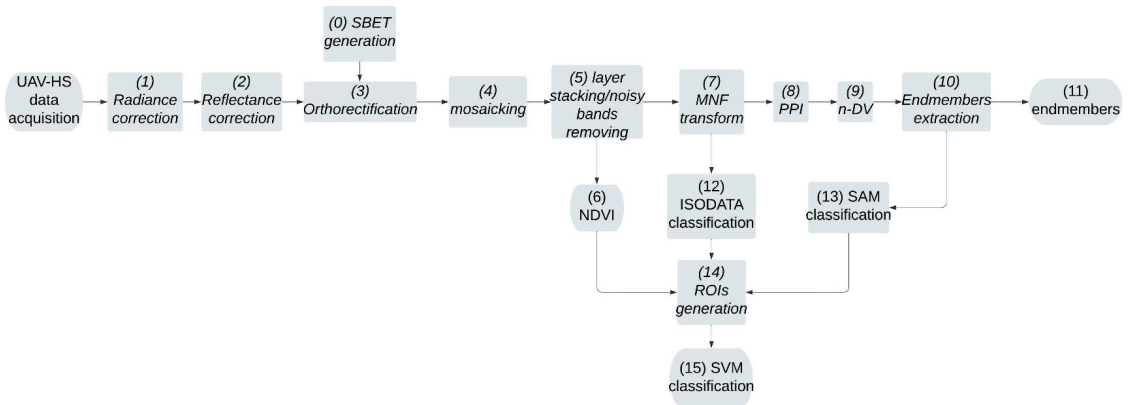 (0) SBET
generation
UAV-HS
data
acquisition
(1)
Radiance
correction
(2)
Reflectance
correction
(3)
Orthorectification
(4)
mosaicking
(5) layer
stacking/noisy
bands
removing
(7)
MNF
transform
(8)
PPI
(9)
n-DV
(10)
Endmembers
extraction
(11)
endmembers
(6)
NDVI
(12)
ISODATA
classification
(13) SAM
classification
(14)
ROIs
generation
(15) SVM
classification